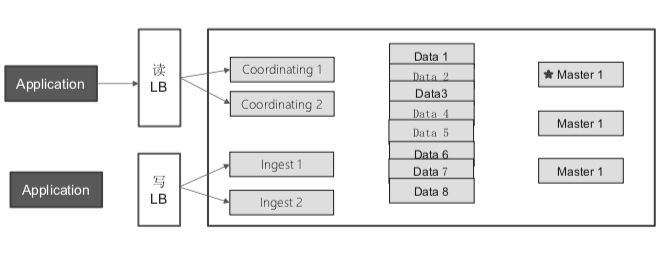 Application
读
LB
Coordinating 1
Coordinating 2
Application
写
LB
Ingest 1
Ingest 2
Data 1
Data 2
Data3
Data 4
Data 5
Data 6
Data 7
Data 8
★ Master 1
Master 1
Master 1